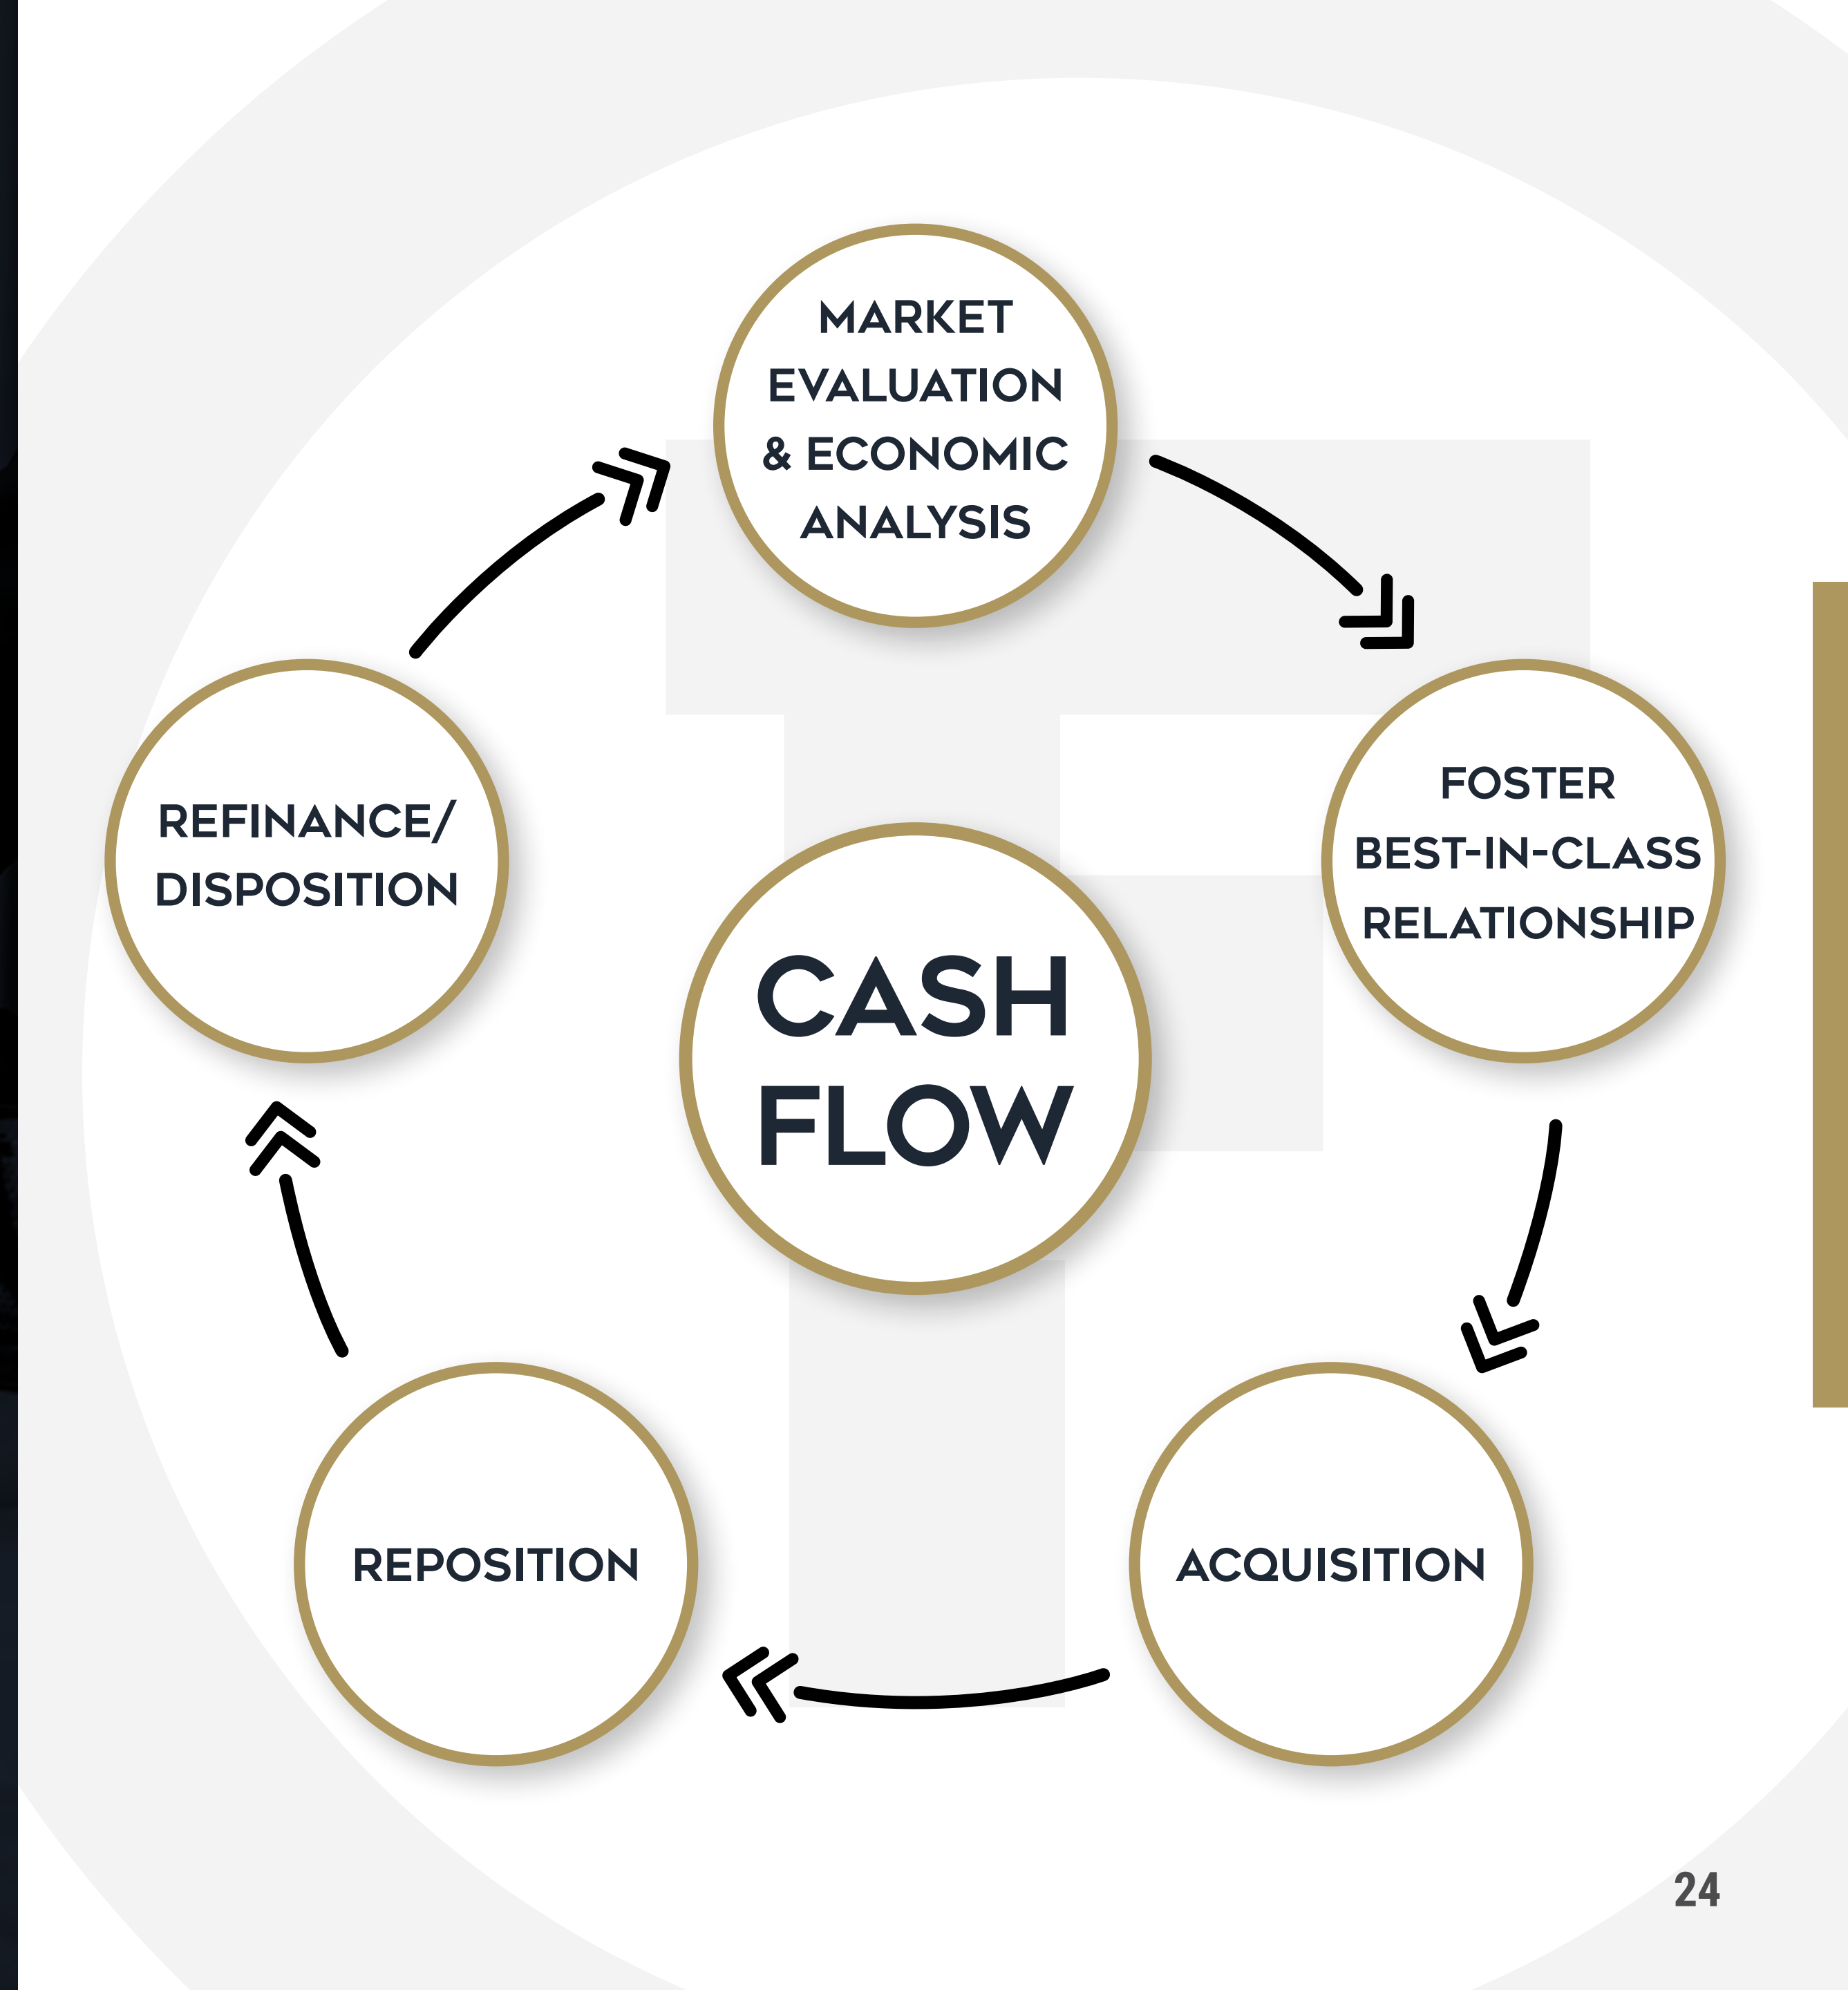 MARKET
EVALUATION
& ECONOMIC
ANALYSIS
FOSTER
BEST-IN-CLASS
RELATIONSHIP
REFINANCE/
DISPOSITION
CASH
FLOW
REPOSITION
ACQUISITION
24